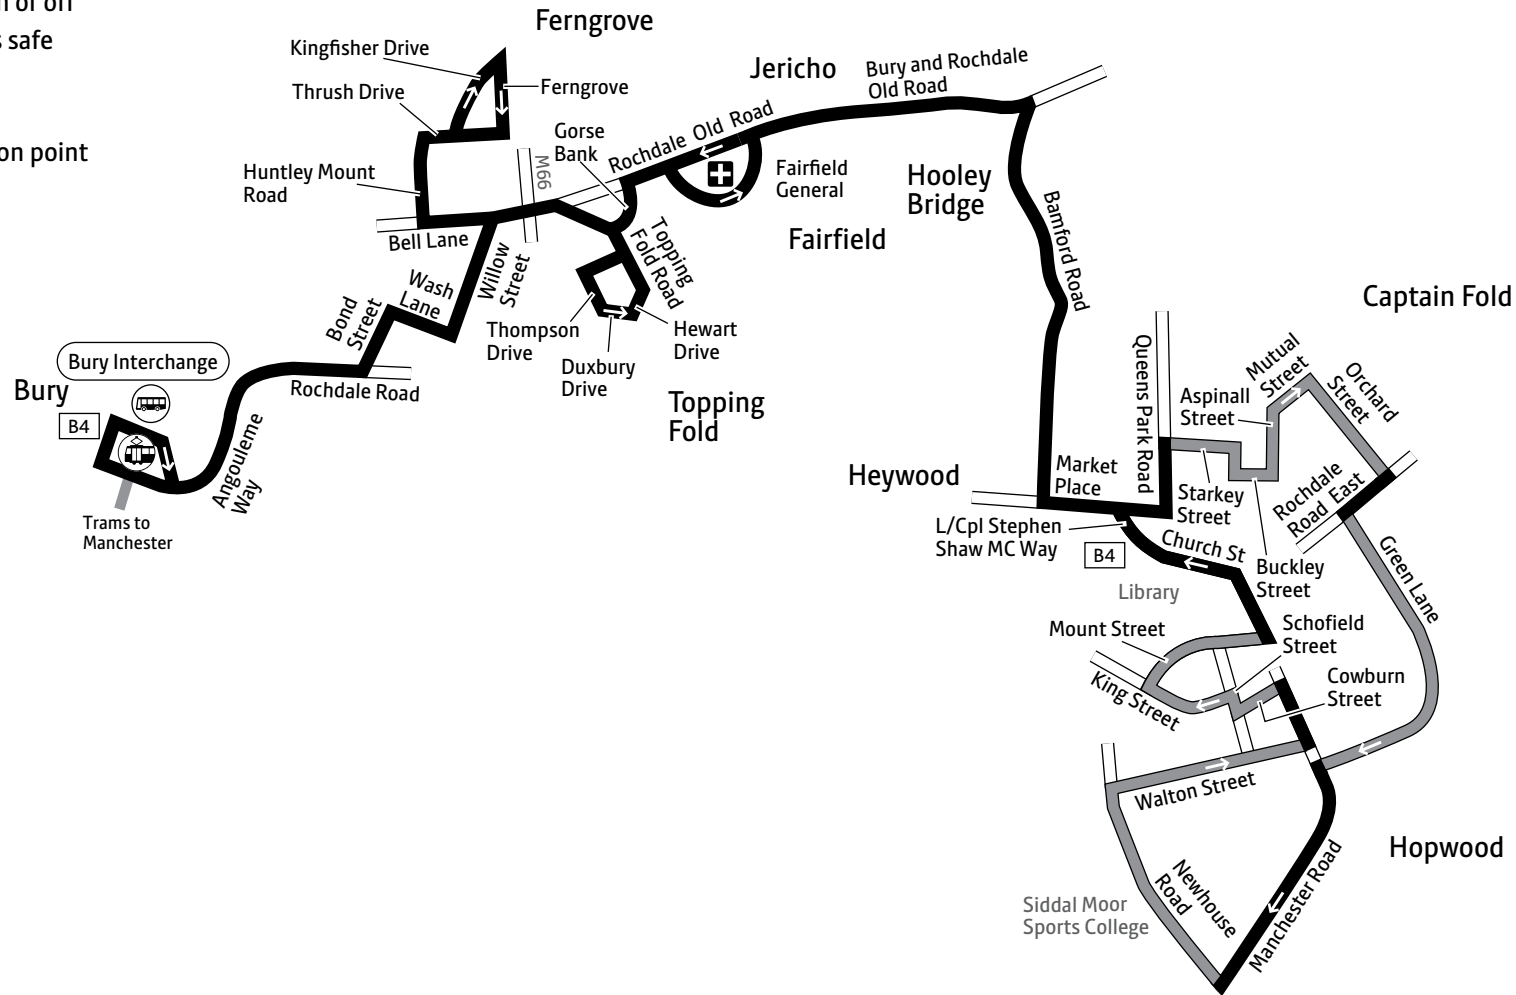 s safe
on point
Ferngrove
Kingfisher Drive
Thrush Drive
Ferngrove
Jericho
Bury and Rochdale
Old Road
Gorse
Bank
M66
Rochdale Old Road
Huntley Mount
Road
Fairfield
General
Hooley
Bridge
Bell Lane
Fairfield
Topping
Fold Road
Willow
Street
Wash
Lane
Bond
Street
Bamford Road
Captain Fold
Thompson
Drive
Duxbury
Drive
Hewart
Drive
Topping
Fold
Bury Interchange
Bury
B4
Rochdale Road
Angouleme
Way
Trams to
Manchester
Queens Park Road
Mutual
Street
Orchard
Street
Aspinall
Street
Heywood
Market
Place
Starkey
Street
Rochdale
Road East
L/Cpl Stephen
Shaw MC Way
B4
Church St
Buckley
Street
Green Lane
Library
Mount Street
Schofield
Street
King Street
Cowburn
Street
Walton Street
Hopwood
Newhouse
Road
Manchester Road
Siddal Moor
Sports College